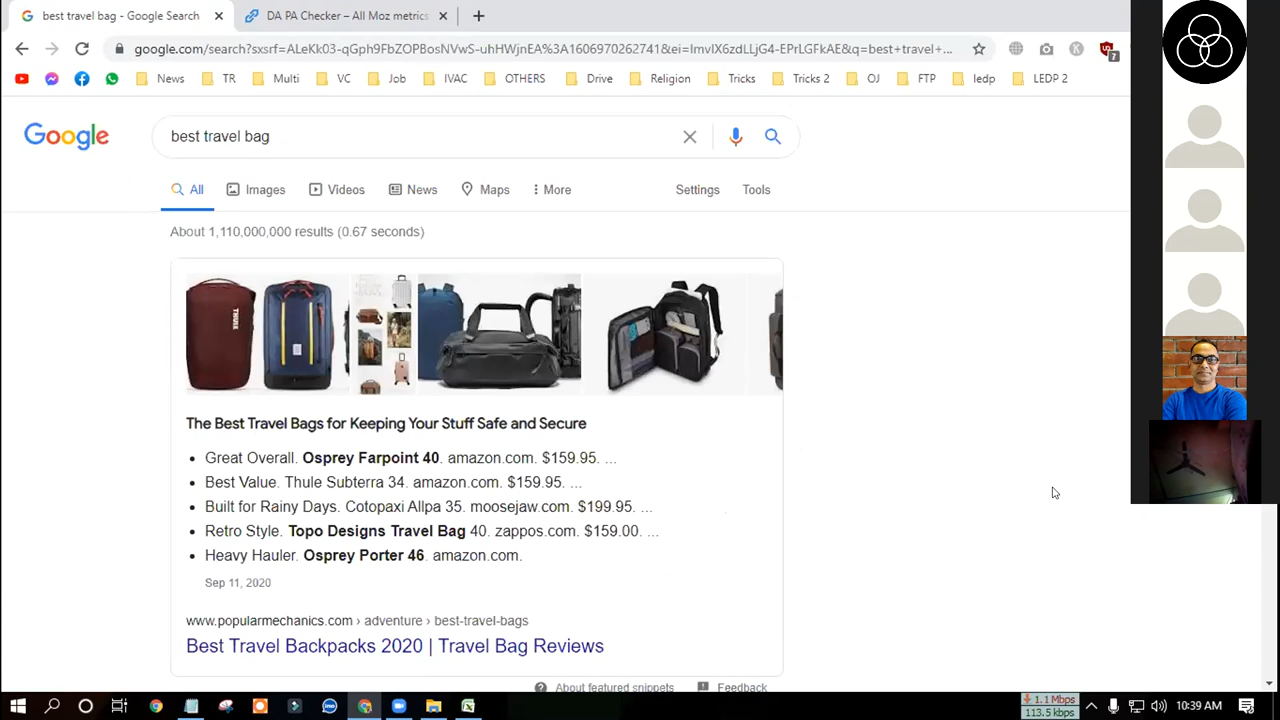 best travel bag - Google Search
DA PA Checker – All Moz metrics
google.com/search?sxsrf=ALeKk03-qGph9FbZOPBosNVwS-uhHWjnEA%3A1606970262741&ei=ImvIX6zdLLjG4-EPrLGFkAE&q=best+travel+...
7
News
TR
Multi
VC
Job
IVAC
OTHERS
Drive
Religion
Tricks
Tricks 2
OJ
FTP
ledp
LEDP 2
Google
best travel bag
All
Images
Videos
News
Maps
More
Settings
Tools
About 1,110,000,000 results (0.67 seconds)
THULE
The Best Travel Bags for Keeping Your Stuff Safe and Secure
Great Overall. Osprey Farpoint 40. amazon.com. $159.95. ...
Best Value. Thule Subterra 34. amazon.com. $159.95. ...
Built for Rainy Days. Cotopaxi Allpa 35. moosejaw.com. $199.95. ...
Retro Style. Topo Designs Travel Bag 40. zappos.com. $159.00. ...
Heavy Hauler. Osprey Porter 46. amazon.com.
Sep 11, 2020
www.popularmechanics.com › adventure › best-travel-bags
Best Travel Backpacks 2020 | Travel Bag Reviews
About featured snippets
Feedback
1.1 Mbps
113.5 kbps
10:39 AM